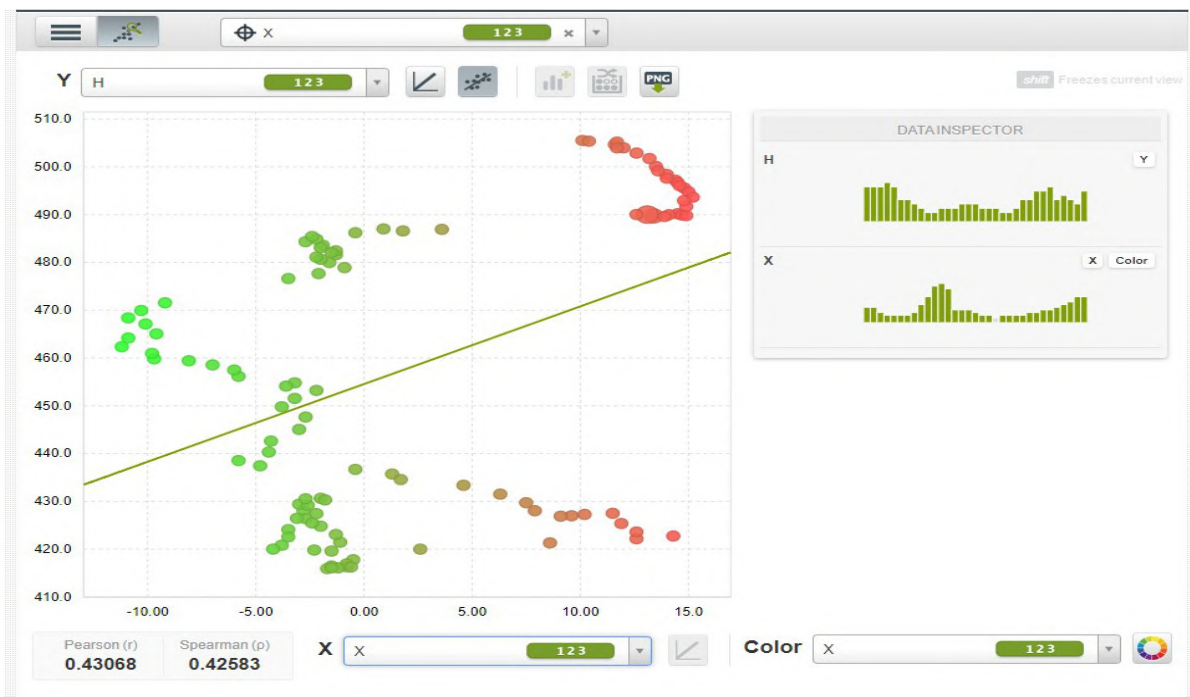 X 123 ×
Y H 123 PNG shift Freezes current view
510.0
500.0
490.0
480.0
470.0
460.0
450.0
440.0
430.0
420.0
410.0
-10.00 -5.00 0.00 5.00 10.00 15.0
DATAINSPECTOR
H Y
X X Color
Pearson (r) Spearman (ρ)
0.43068 0.42583
X X 123
Color X 123